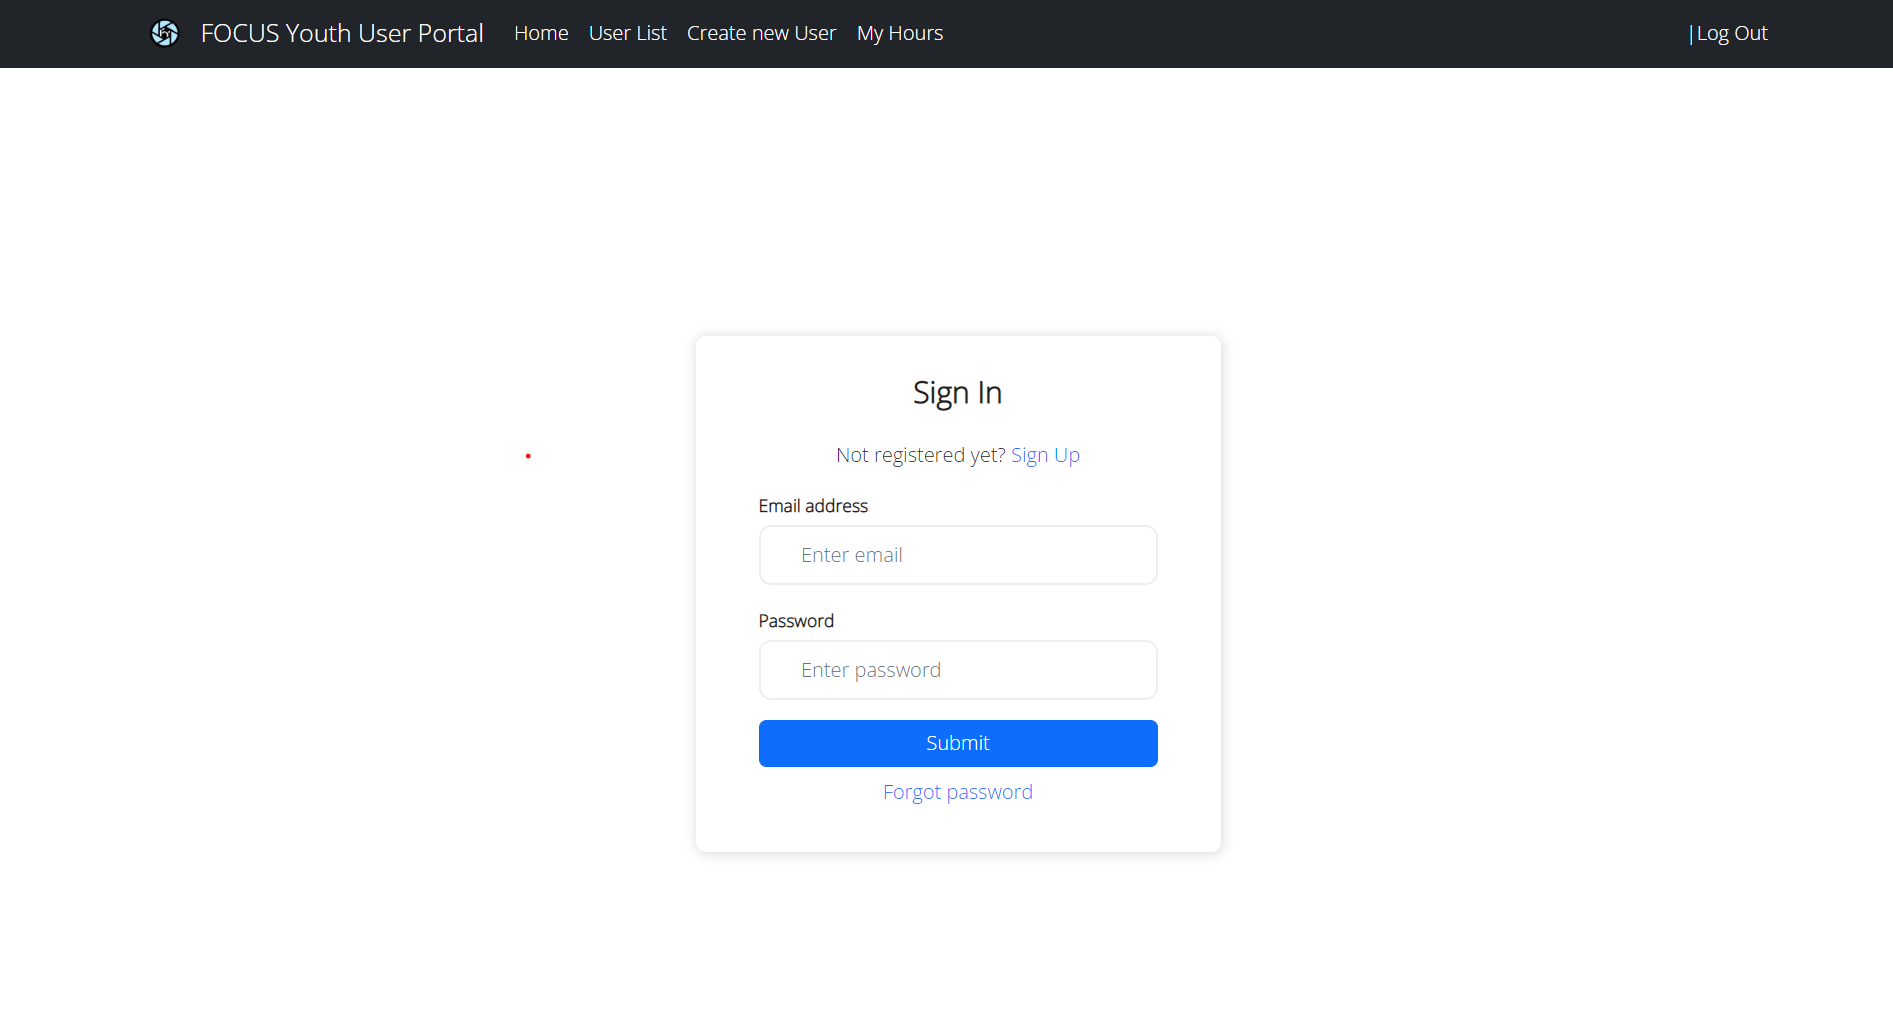 FOCUS Youth User Portal Home User List Create new User My Hours |Log Out
Sign In
Not registered yet? Sign Up
Email address
Enter email
Password
Enter password
Submit
Forgot password